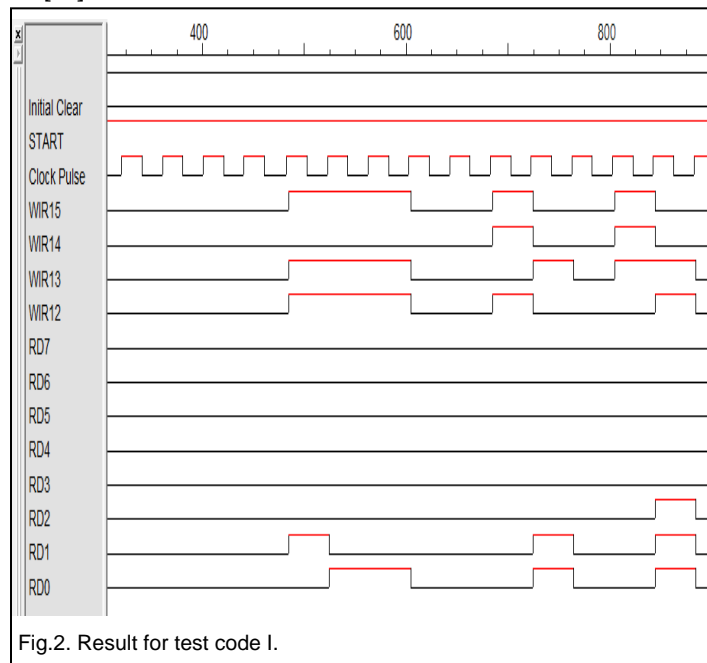 x
400 600 800
Initial Clear
START
Clock Pulse
WIR15
WIR14
WIR13
WIR12
RD7
RD6
RD5
RD4
RD3
RD2
RD1
RD0
Fig.2. Result for test code I.